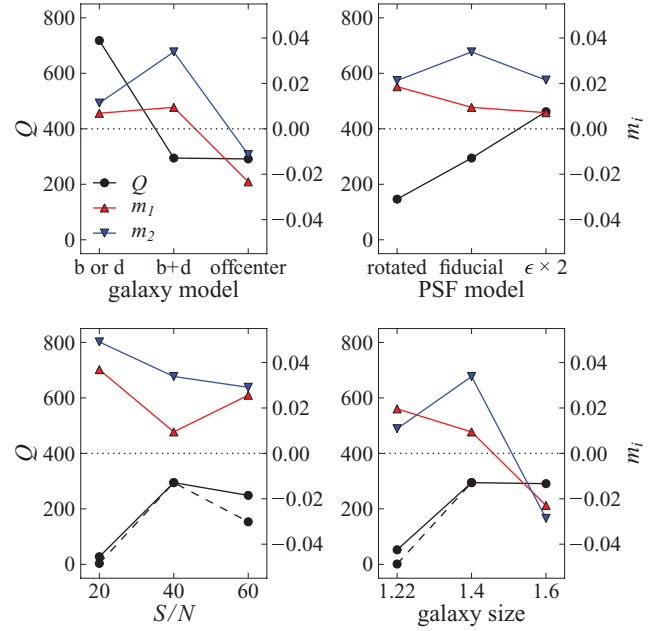 800
600
400
200
0
Q
0.04
0.02
0.00
−0.02
−0.04
Q
m₁
m₂
b or d b+d offcenter
galaxy model
800
600
400
200
0
0.04
0.02
0.00
−0.02
−0.04
mᵢ
rotated fiducial ϵ × 2
PSF model
800
600
400
200
0
Q
0.04
0.02
0.00
−0.02
−0.04
20 40 60
S/N
800
600
400
200
0
0.04
0.02
0.00
−0.02
−0.04
mᵢ
1.22 1.4 1.6
galaxy size